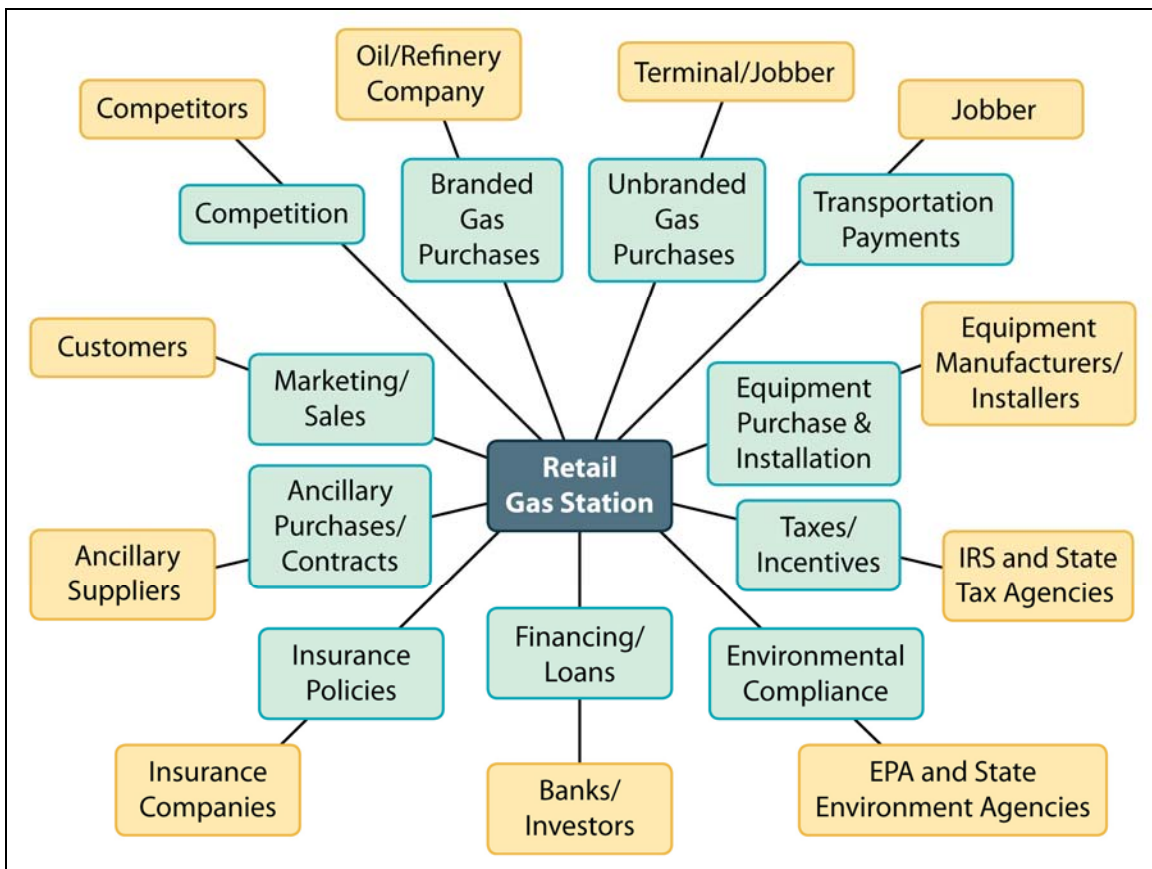 Oil/Refinery
Company
Terminal/Jobber
Competitors
Jobber
Competition
Branded
Gas
Purchases
Unbranded
Gas
Purchases
Transportation
Payments
Customers
Marketing/
Sales
Equipment
Purchase &
Installation
Equipment
Manufacturers/
Installers
Retail
Gas Station
Ancillary
Purchases/
Contracts
Taxes/
Incentives
Ancillary
Suppliers
IRS and State
Tax Agencies
Insurance
Policies
Financing/
Loans
Environmental
Compliance
Insurance
Companies
Banks/
Investors
EPA and State
Environment Agencies